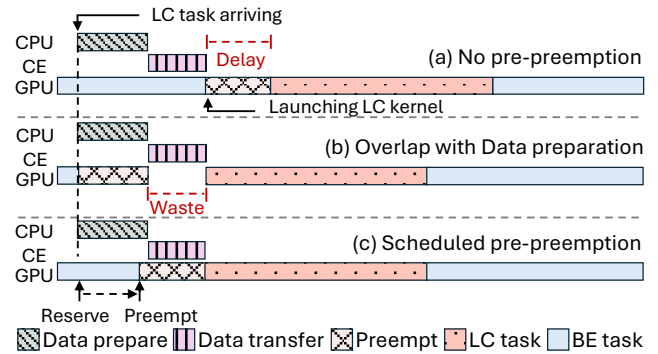 LC task arriving
CPU
CE
GPU
Delay
(a) No pre-preemption
Launching LC kernel
CPU
CE
GPU
(b) Overlap with Data preparation
Waste
CPU
CE
GPU
(c) Scheduled pre-preemption
Reserve Preempt
Data prepare Data transfer Preempt LC task BE task